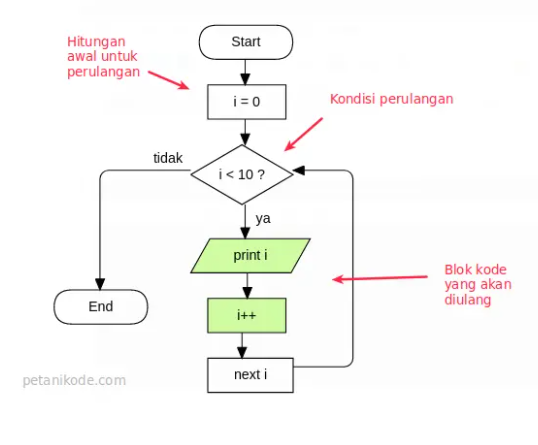 Hitungan
awal untuk
perulangan
Start
i = 0
Kondisi perulangan
tidak
i < 10 ?
ya
print i
Blok kode
yang akan
diulang
End
i++
next i
petanikode.com